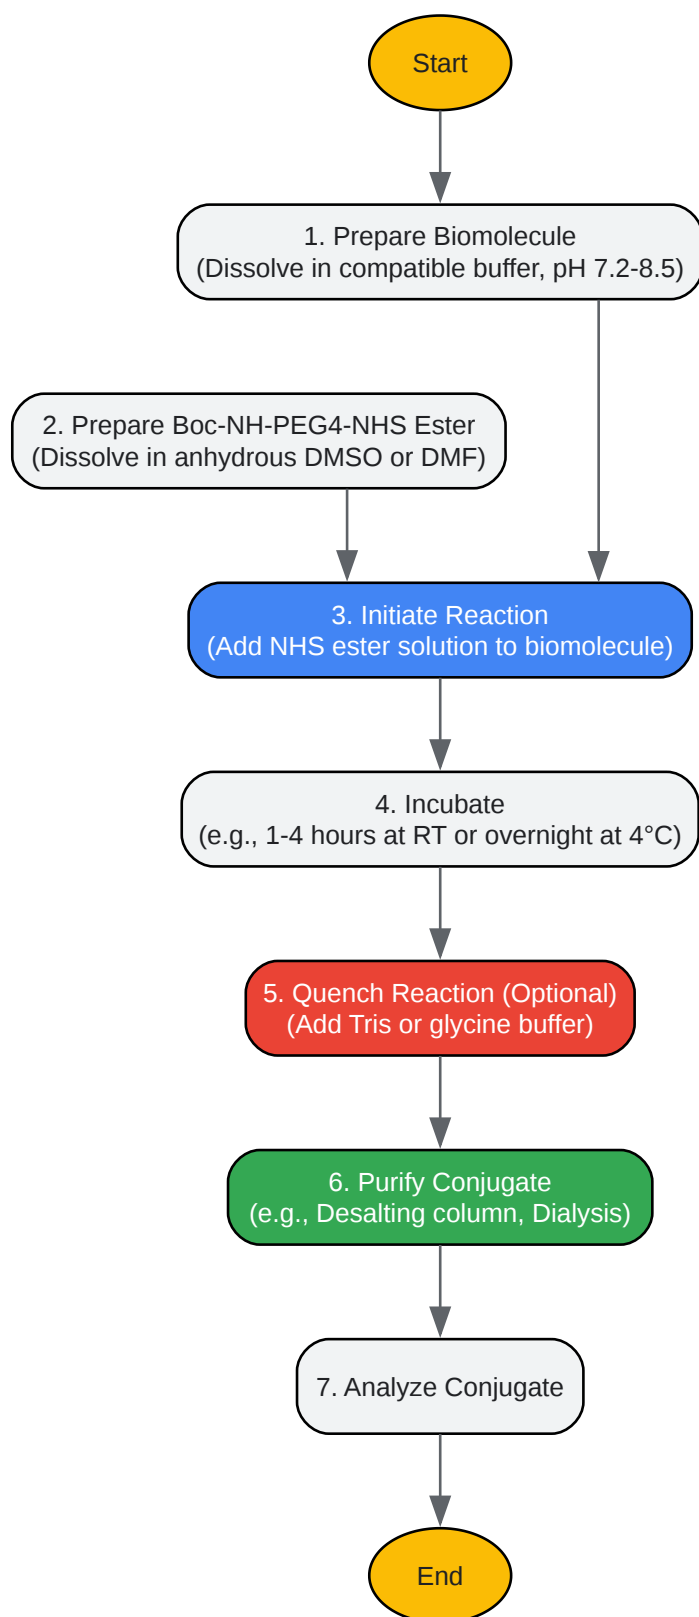 Start
1. Prepare Biomolecule
(Dissolve in compatible buffer, pH 7.2-8.5)
2. Prepare Boc-NH-PEG4-NHS Ester
(Dissolve in anhydrous DMSO or DMF)
3. Initiate Reaction
(Add NHS ester solution to biomolecule)
4. Incubate
(e.g., 1-4 hours at RT or overnight at 4°C)
5. Quench Reaction (Optional)
(Add Tris or glycine buffer)
6. Purify Conjugate
(e.g., Desalting column, Dialysis)
7. Analyze Conjugate
End